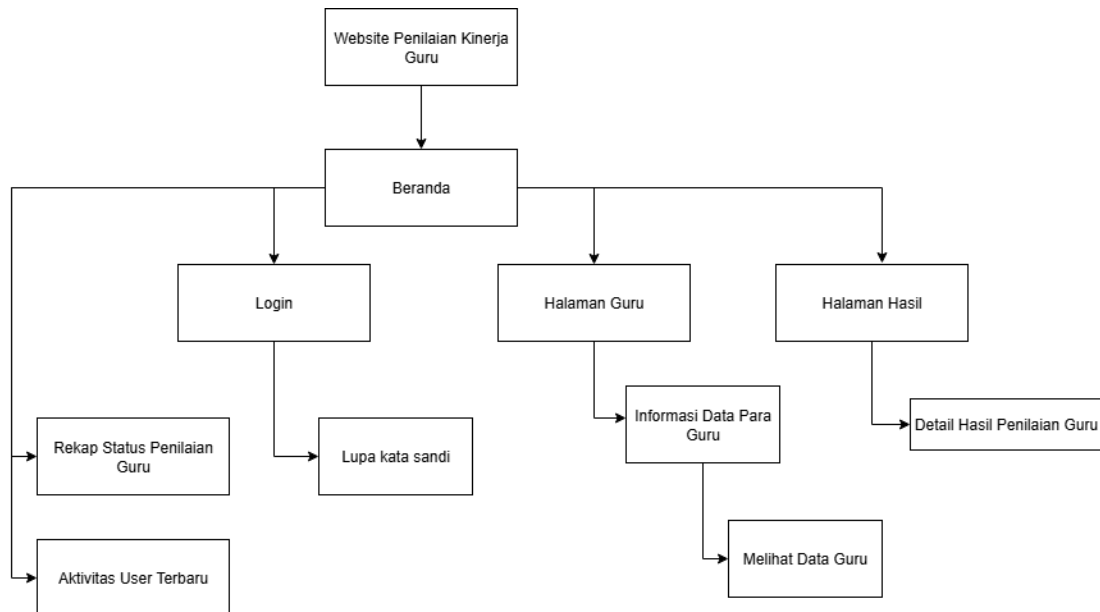 Website Penilaian Kinerja
Guru
Beranda
Login
Halaman Guru
Halaman Hasil
Rekap Status Penilaian
Guru
Lupa kata sandi
Informasi Data Para
Guru
Detail Hasil Penilaian Guru
Aktivitas User Terbaru
Melihat Data Guru